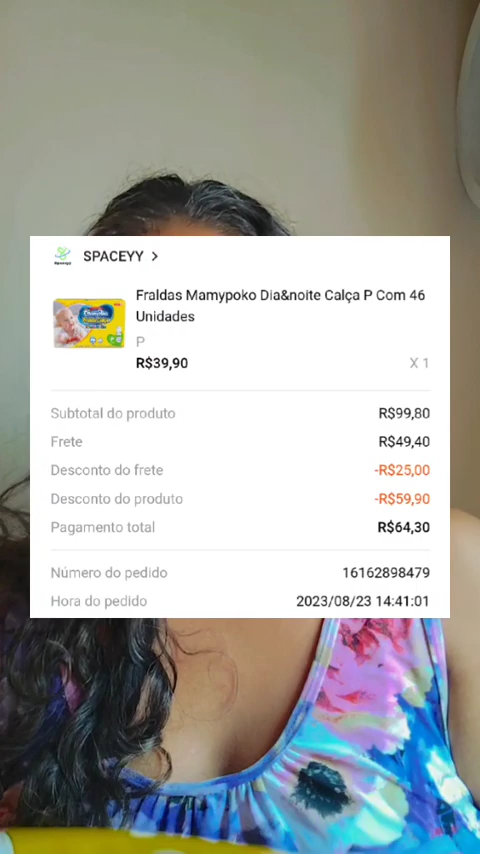 Spaceyy
SPACEYY >
Fraldas Mamypoko Dia&noite Calça P Com 46
Unidades
P
R$39,90 X 1
Subtotal do produto R$99,80
Frete R$49,40
Desconto do frete -R$25,00
Desconto do produto -R$59,90
Pagamento total R$64,30
Número do pedido 16162898479
Hora do pedido 2023/08/23 14:41:01